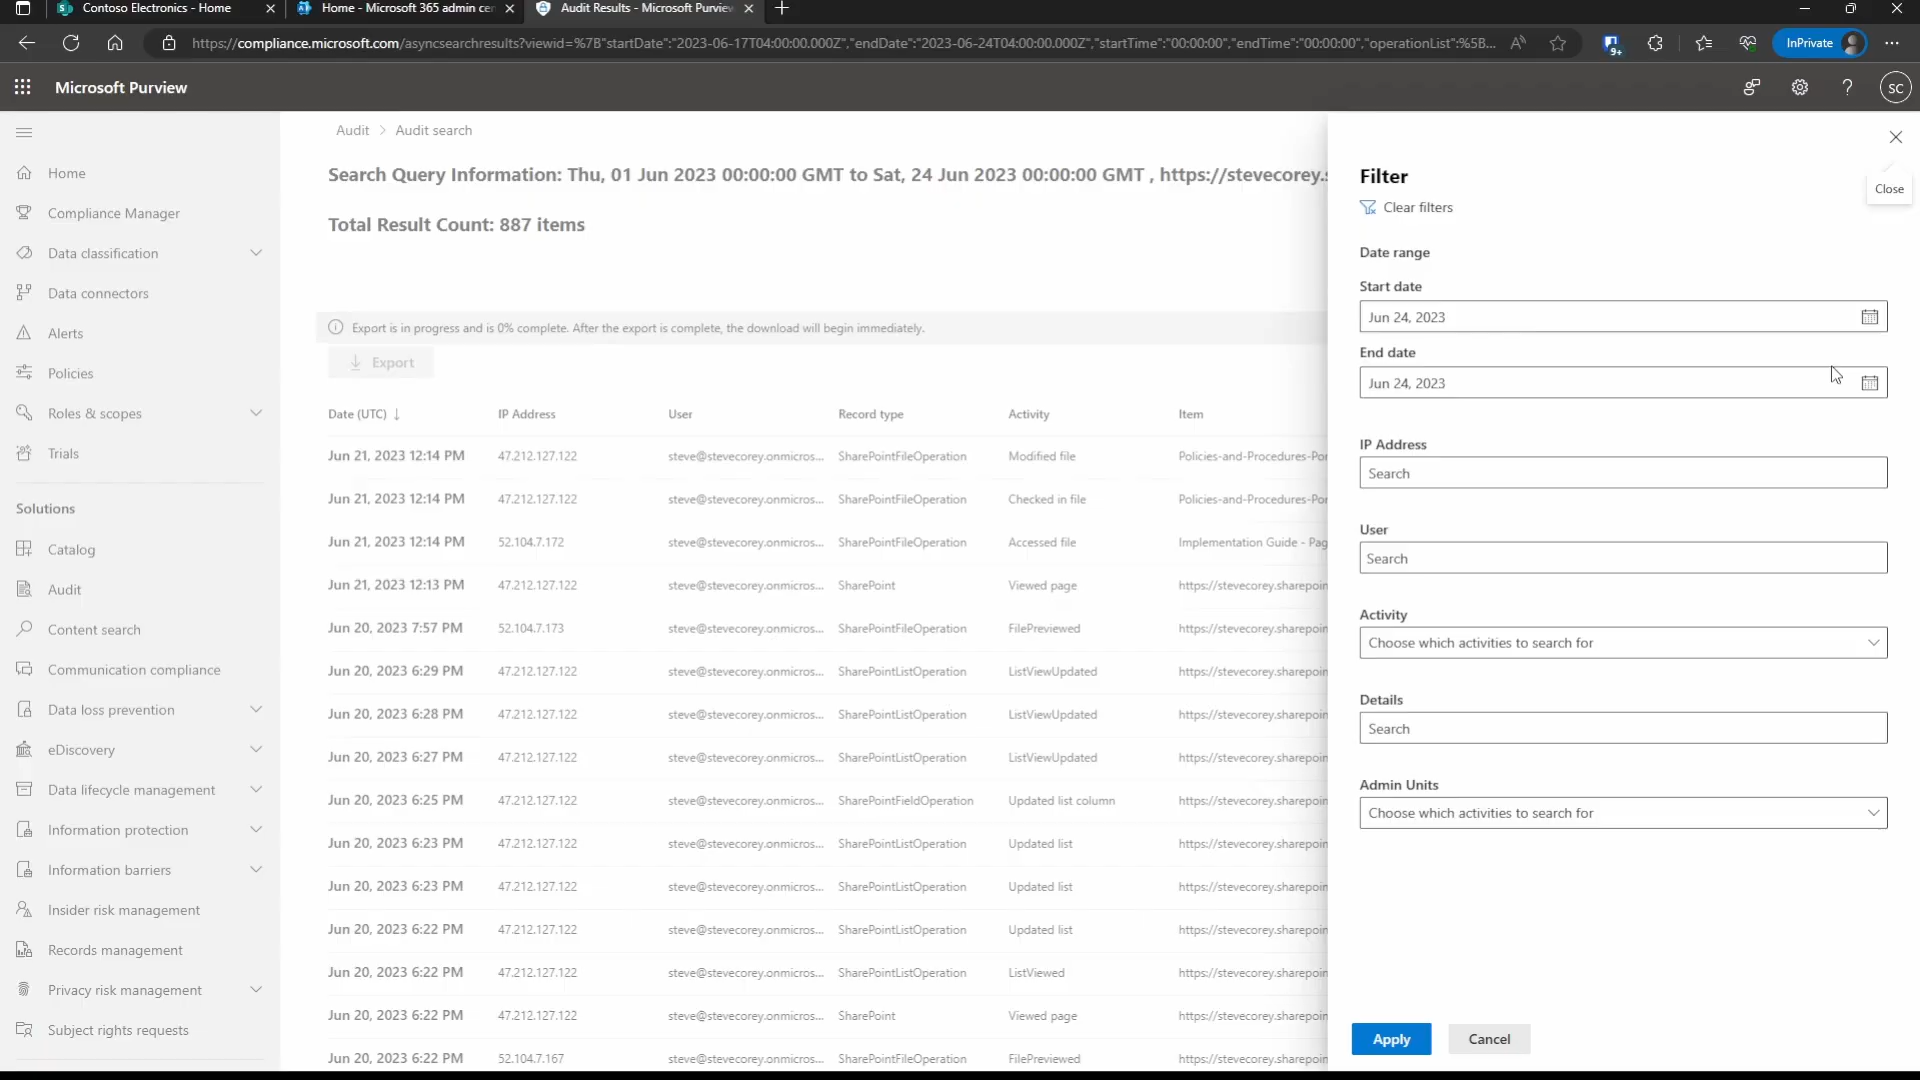 Contoso Electronics - Home
Home - Microsoft 365 admin cen
Audit Results - Microsoft Purview
https://compliance.microsoft.com/asyncsearchresults?viewid=%7B"startDate":"2023-06-17T04:00:00.000Z","endDate":"2023-06-24T04:00:00.000Z","startTime":"00:00:00","endTime":"00:00:00","operationList":%5B...
9+
InPrivate
Microsoft Purview
SC
Home
Compliance Manager
Data classification
Data connectors
Alerts
Policies
Roles & scopes
Trials
Solutions
Catalog
Audit
Content search
Communication compliance
Data loss prevention
eDiscovery
Data lifecycle management
Information protection
Information barriers
Insider risk management
Records management
Privacy risk management
Subject rights requests
Audit > Audit search
Search Query Information: Thu, 01 Jun 2023 00:00:00 GMT to Sat, 24 Jun 2023 00:00:00 GMT , https://stevecorey.s
Total Result Count: 887 items
Export is in progress and is 0% complete. After the export is complete, the download will begin immediately.
Export
Date (UTC) ↓ IP Address User Record type Activity Item
Jun 21, 2023 12:14 PM 47.212.127.122 steve@stevecorey.onmicros... SharePointFileOperation Modified file Policies-and-Procedures-Por
Jun 21, 2023 12:14 PM 47.212.127.122 steve@stevecorey.onmicros... SharePointFileOperation Checked in file Policies-and-Procedures-Por
Jun 21, 2023 12:14 PM 52.104.7.172 steve@stevecorey.onmicros... SharePointFileOperation Accessed file Implementation Guide - Pag
Jun 21, 2023 12:13 PM 47.212.127.122 steve@stevecorey.onmicros... SharePoint Viewed page https://stevecorey.sharepoin
Jun 20, 2023 7:57 PM 52.104.7.173 steve@stevecorey.onmicros... SharePointFileOperation FilePreviewed https://stevecorey.sharepoin
Jun 20, 2023 6:29 PM 47.212.127.122 steve@stevecorey.onmicros... SharePointListOperation ListViewUpdated https://stevecorey.sharepoin
Jun 20, 2023 6:28 PM 47.212.127.122 steve@stevecorey.onmicros... SharePointListOperation ListViewUpdated https://stevecorey.sharepoin
Jun 20, 2023 6:27 PM 47.212.127.122 steve@stevecorey.onmicros... SharePointListOperation ListViewUpdated https://stevecorey.sharepoin
Jun 20, 2023 6:25 PM 47.212.127.122 steve@stevecorey.onmicros... SharePointFieldOperation Updated list column https://stevecorey.sharepoin
Jun 20, 2023 6:23 PM 47.212.127.122 steve@stevecorey.onmicros... SharePointListOperation Updated list https://stevecorey.sharepoin
Jun 20, 2023 6:23 PM 47.212.127.122 steve@stevecorey.onmicros... SharePointListOperation Updated list https://stevecorey.sharepoin
Jun 20, 2023 6:22 PM 47.212.127.122 steve@stevecorey.onmicros... SharePointListOperation Updated list https://stevecorey.sharepoin
Jun 20, 2023 6:22 PM 47.212.127.122 steve@stevecorey.onmicros... SharePointListOperation ListViewed https://stevecorey.sharepoin
Jun 20, 2023 6:22 PM 47.212.127.122 steve@stevecorey.onmicros... SharePoint Viewed page https://stevecorey.sharepoin
Jun 20, 2023 6:22 PM 52.104.7.167 steve@stevecorey.onmicros... SharePointFileOperation FilePreviewed https://stevecorey.sharepoin
Filter
Close
Clear filters
Date range
Start date
Jun 24, 2023
End date
Jun 24, 2023
IP Address
Search
User
Search
Activity
Choose which activities to search for
Details
Search
Admin Units
Choose which activities to search for
Apply
Cancel